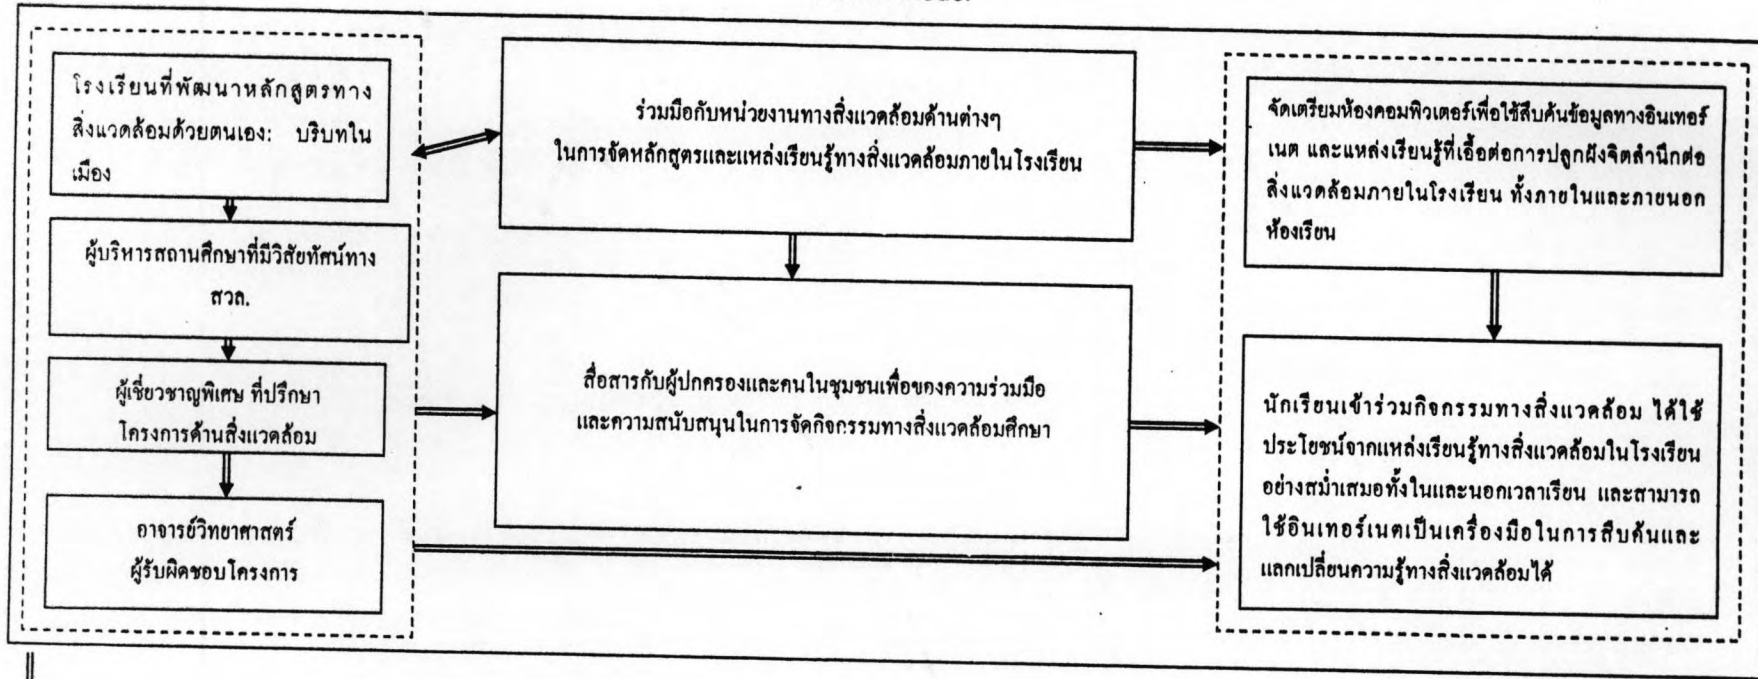 โรงเรียนที่พัฒนาหลักสูตรทาง
สิ่งแวดล้อมด้วยตนเอง: บริบทใน
เมือง
ผู้บริหารสถานศึกษาที่มีวิสัยทัศน์ทาง
สวล.
ผู้เชี่ยวชาญพิเศษ ที่ปรึกษา
โครงการด้านสิ่งแวดล้อม
อาจารย์วิทยาศาสตร์
ผู้รับผิดชอบโครงการ
ร่วมมือกับหน่วยงานทางสิ่งแวดล้อมด้านต่างๆ
ในการจัดหลักสูตรและแหล่งเรียนรู้ทางสิ่งแวดล้อมภายในโรงเรียน
สื่อสารกับผู้ปกครองและคนในชุมชนเพื่อของความร่วมมือ
และความสนับสนุนในการจัดกิจกรรมทางสิ่งแวดล้อมศึกษา
จัดเตรียมห้องคอมพิวเตอร์เพื่อใช้สืบค้นข้อมูลทางอินเทอร์
เนต และแหล่งเรียนรู้ที่เอื้อต่อการปลูกฝังจิตสำนึกต่อ
สิ่งแวดล้อมภายในโรงเรียน ทั้งภายในและภายนอก
ห้องเรียน
นักเรียนเข้าร่วมกิจกรรมทางสิ่งแวดล้อม ได้ใช้
ประโยชน์จากแหล่งเรียนรู้ทางสิ่งแวดล้อมในโรงเรียน
อย่างสม่ำเสมอทั้งในและนอกเวลาเรียน และสามารถ
ใช้อินเทอร์เนตเป็นเครื่องมือในการสืบค้นและ
แลกเปลี่ยนความรู้ทางสิ่งแวดล้อมได้